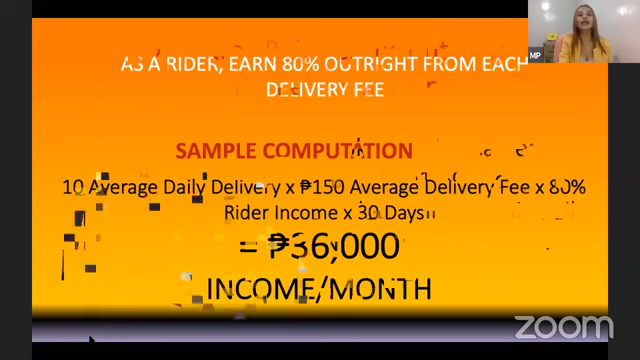 AS A RIDER, EARN 80% OUTRIGHT FROM EACH
DELIVERY FEE
SAMPLE COMPUTATION
10 Average Daily Delivery x ₱150 Average Delivery Fee x 80%
Rider Income x 30 Days
= ₱36,000
INCOME/MONTH
MP
zoom